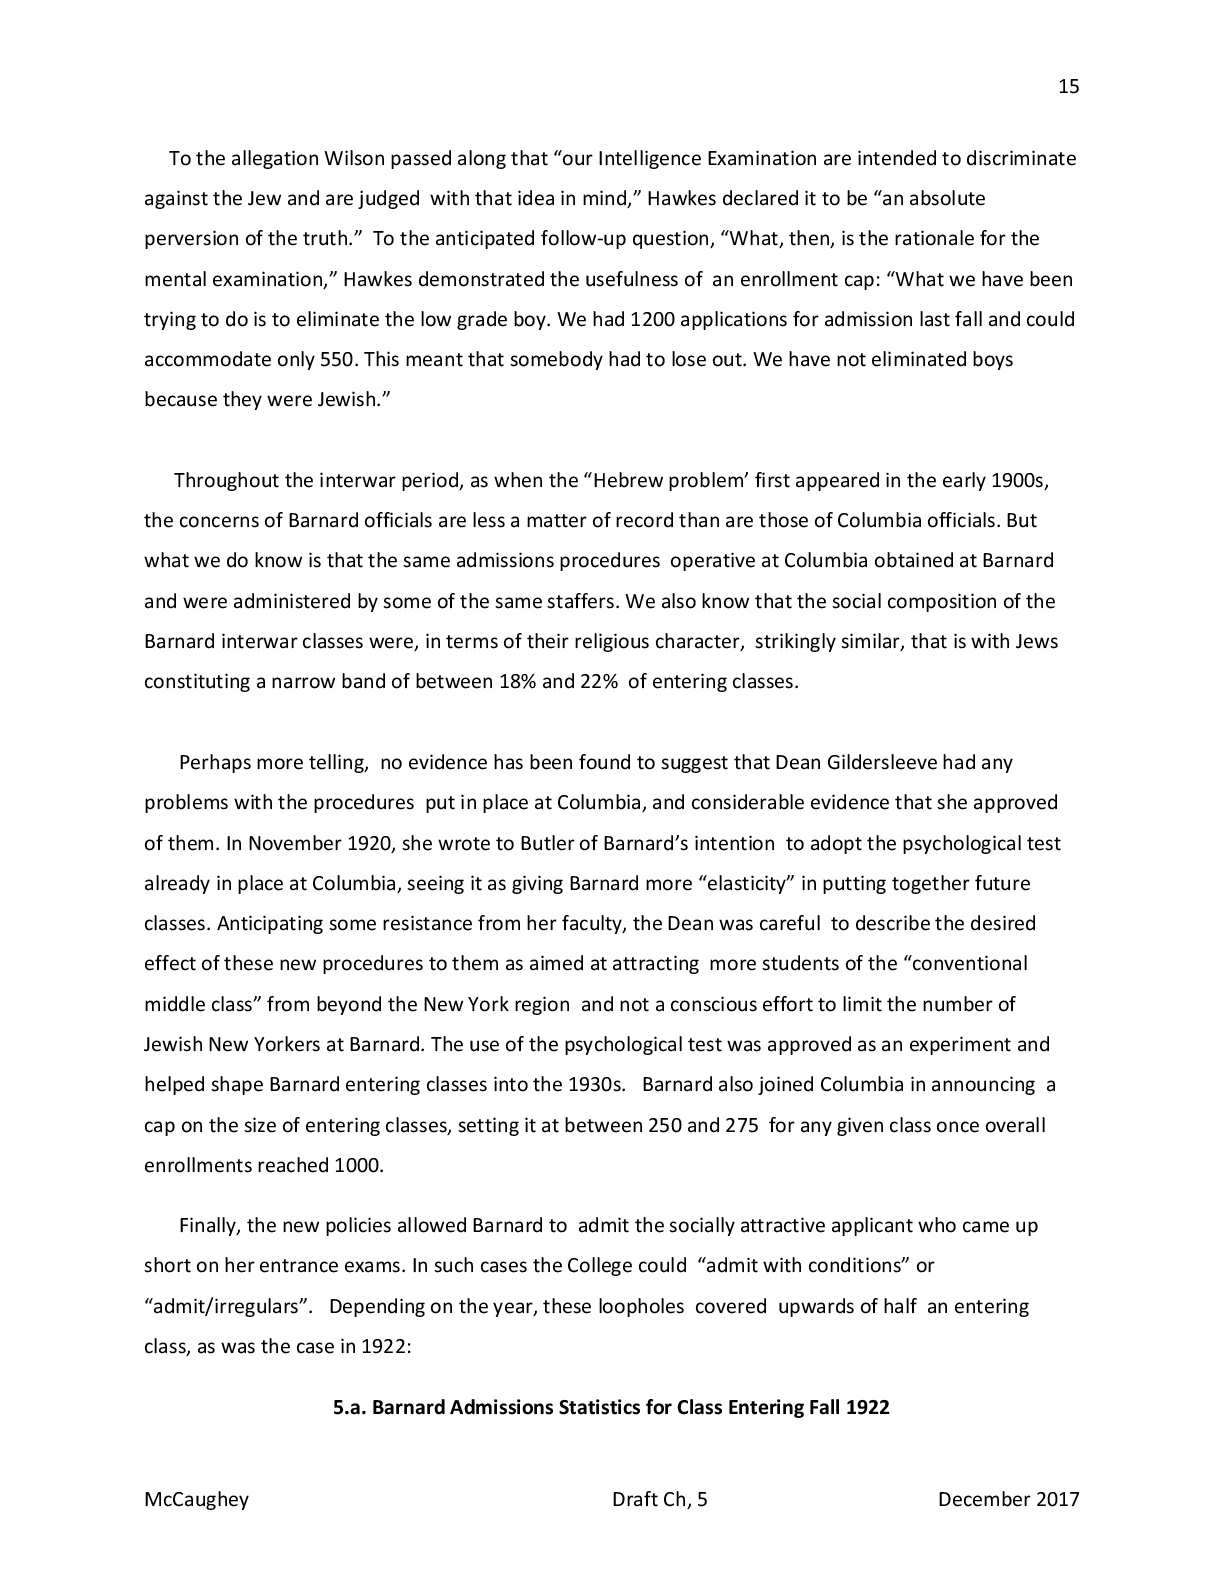 15
To the allegation Wilson passed along that “our Intelligence Examination are intended to discriminate
against the Jew and are judged with that idea in mind,” Hawkes declared it to be “an absolute
perversion of the truth.” To the anticipated follow-up question, “What, then, is the rationale for the
mental examination,” Hawkes demonstrated the usefulness of an enrollment cap: “What we have been
trying to do is to eliminate the low grade boy. We had 1200 applications for admission last fall and could
accommodate only 550. This meant that somebody had to lose out. We have not eliminated boys
because they were Jewish.”
Throughout the interwar period, as when the “Hebrew problem’ first appeared in the early 1900s,
the concerns of Barnard officials are less a matter of record than are those of Columbia officials. But
what we do know is that the same admissions procedures operative at Columbia obtained at Barnard
and were administered by some of the same staffers. We also know that the social composition of the
Barnard interwar classes were, in terms of their religious character, strikingly similar, that is with Jews
constituting a narrow band of between 18% and 22% of entering classes.
Perhaps more telling, no evidence has been found to suggest that Dean Gildersleeve had any
problems with the procedures put in place at Columbia, and considerable evidence that she approved
of them. In November 1920, she wrote to Butler of Barnard’s intention to adopt the psychological test
already in place at Columbia, seeing it as giving Barnard more “elasticity” in putting together future
classes. Anticipating some resistance from her faculty, the Dean was careful to describe the desired
effect of these new procedures to them as aimed at attracting more students of the “conventional
middle class” from beyond the New York region and not a conscious effort to limit the number of
Jewish New Yorkers at Barnard. The use of the psychological test was approved as an experiment and
helped shape Barnard entering classes into the 1930s. Barnard also joined Columbia in announcing a
cap on the size of entering classes, setting it at between 250 and 275 for any given class once overall
enrollments reached 1000.
Finally, the new policies allowed Barnard to admit the socially attractive applicant who came up
short on her entrance exams. In such cases the College could “admit with conditions” or
“admit/irregulars”. Depending on the year, these loopholes covered upwards of half an entering
class, as was the case in 1922:
5.a. Barnard Admissions Statistics for Class Entering Fall 1922
McCaughey Draft Ch, 5 December 2017